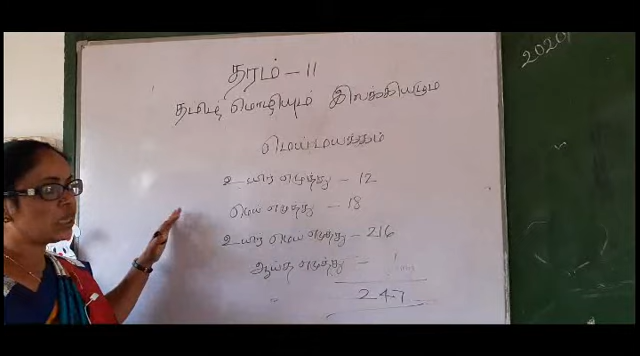 தரம் - 11
தமிழ் மொழியும் இலக்கியமும்
மெய்ம்மயக்கம்
உயிர் எழுத்து - 12
மெய் எழுத்து - 18
உயிர் மெய் எழுத்து - 216
ஆய்த எழுத்து - 1
247
2020